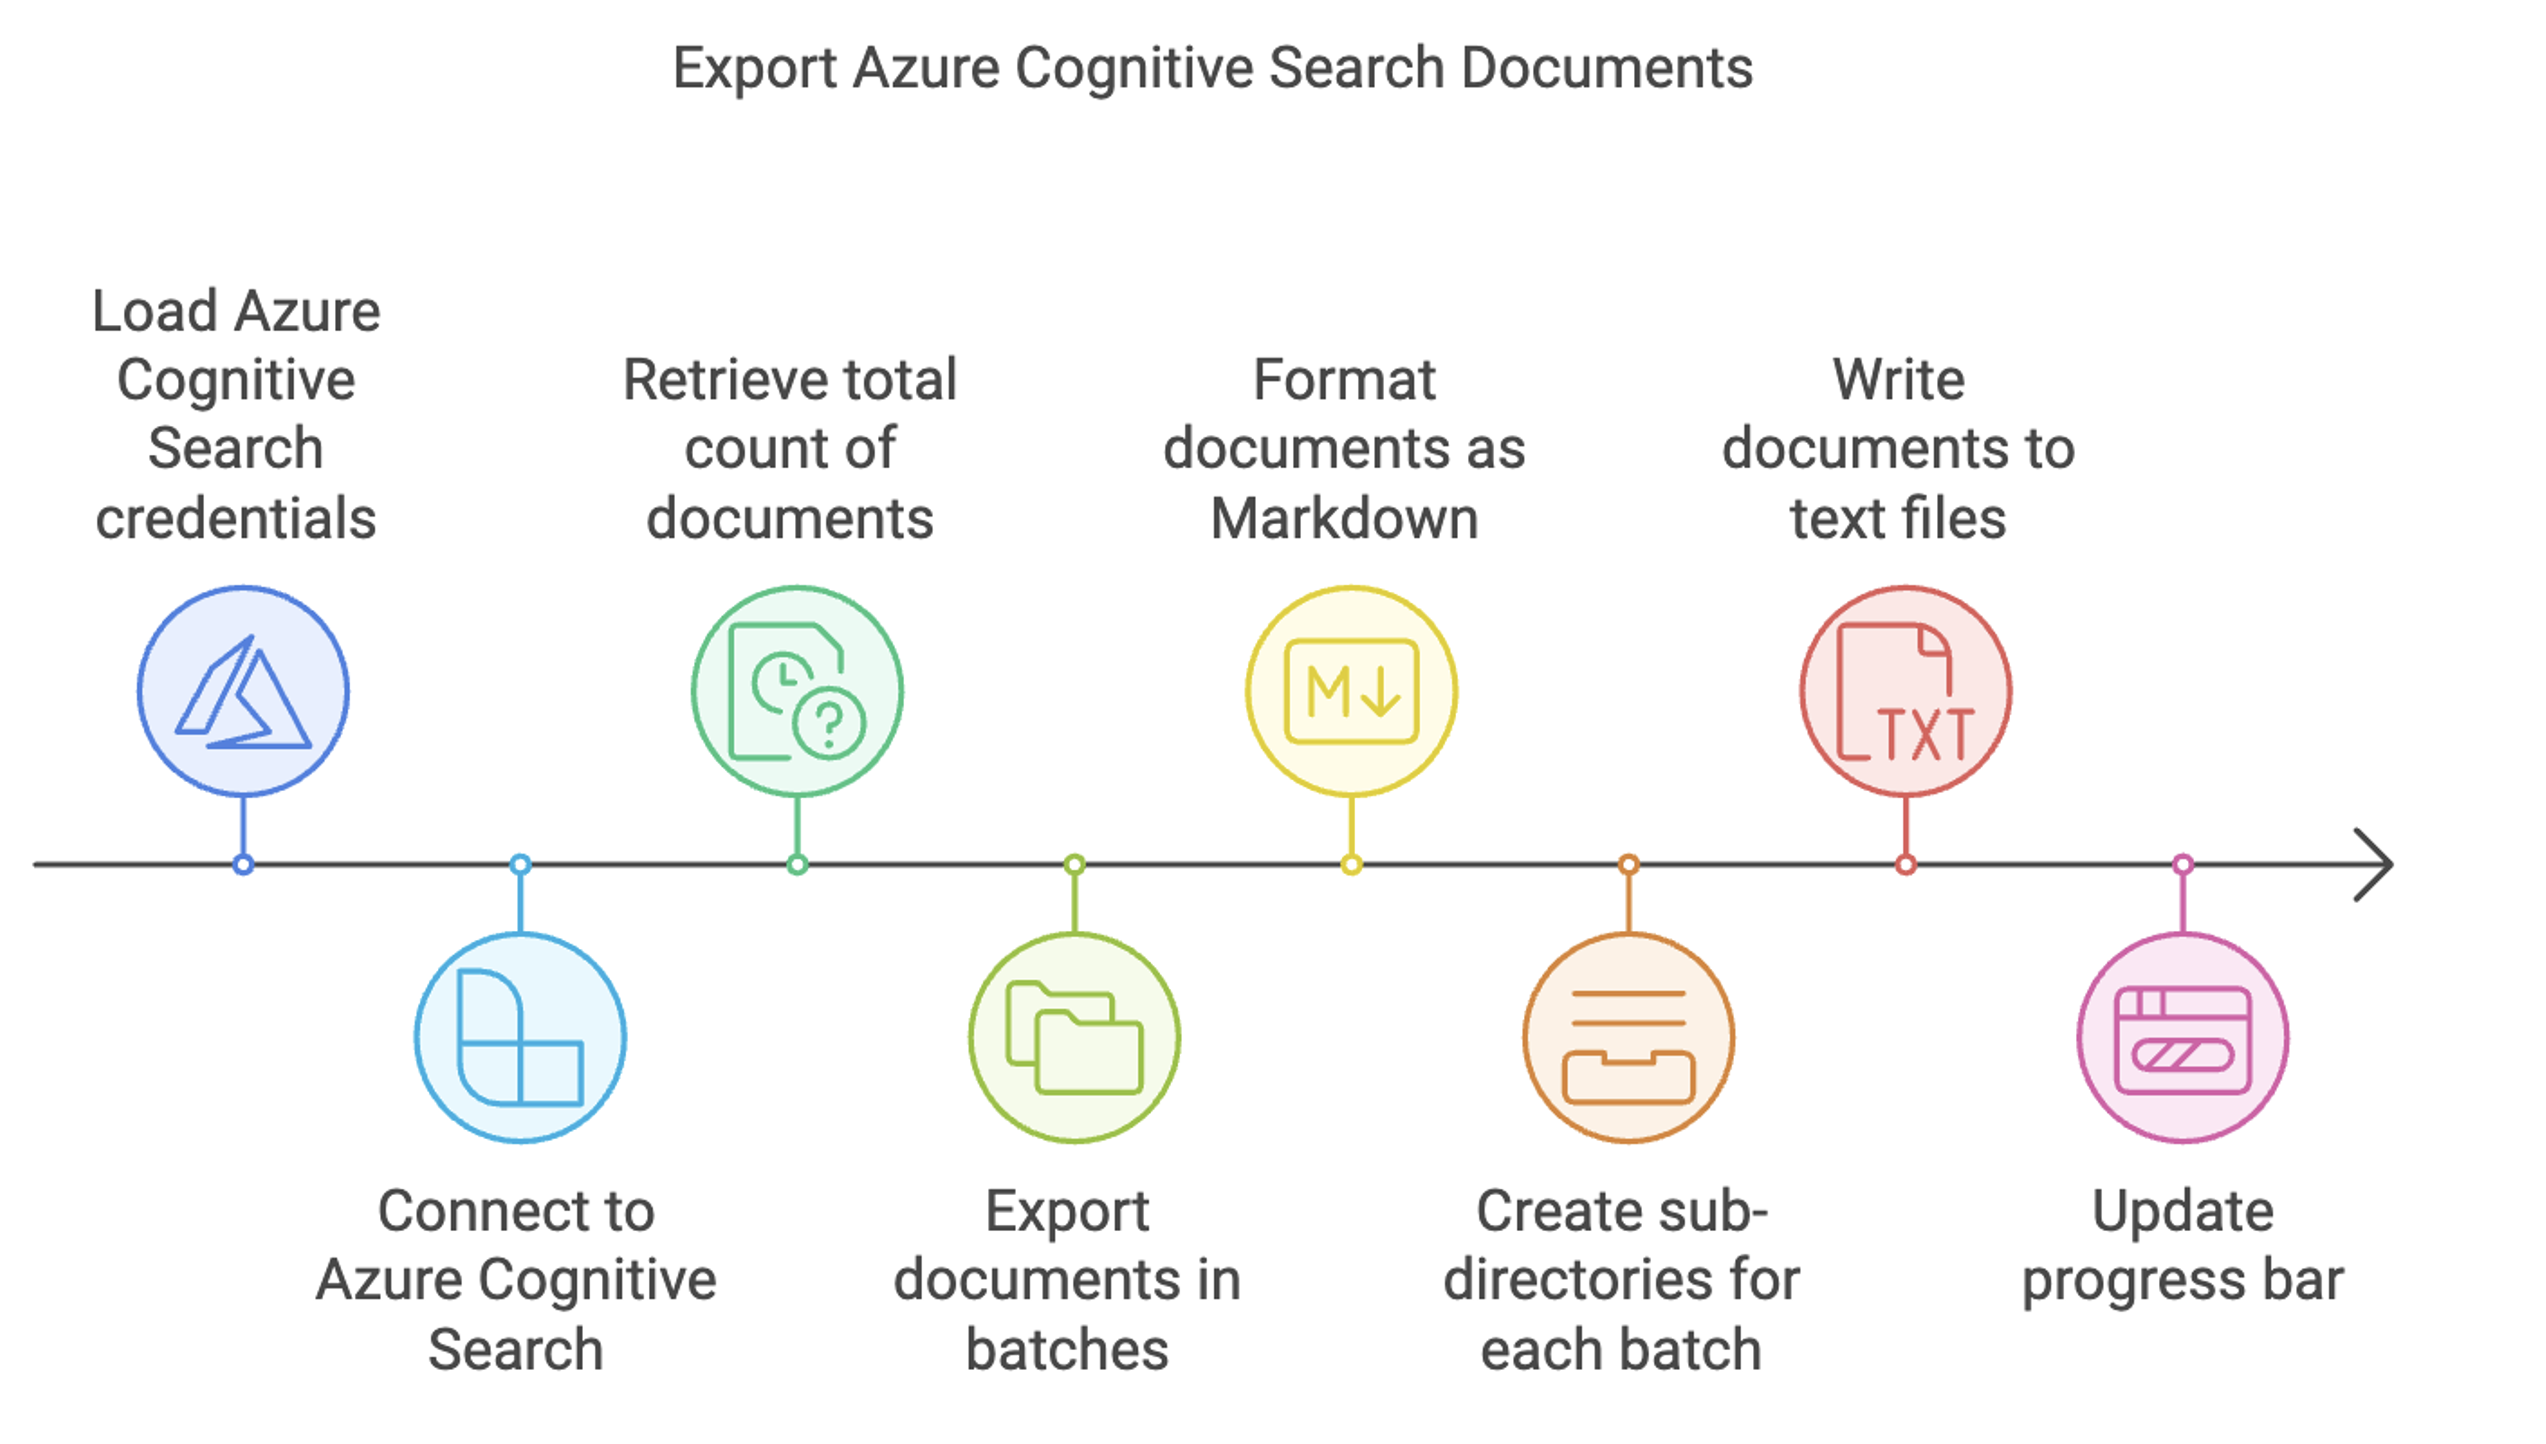 Export Azure Cognitive Search Documents
Load Azure
Cognitive
Search
credentials
Connect to
Azure Cognitive
Search
Retrieve total
count of
documents
Export
documents in
batches
Format
documents as
Markdown
M
Create sub-
directories for
each batch
Write
documents to
text files
TXT
Update
progress bar